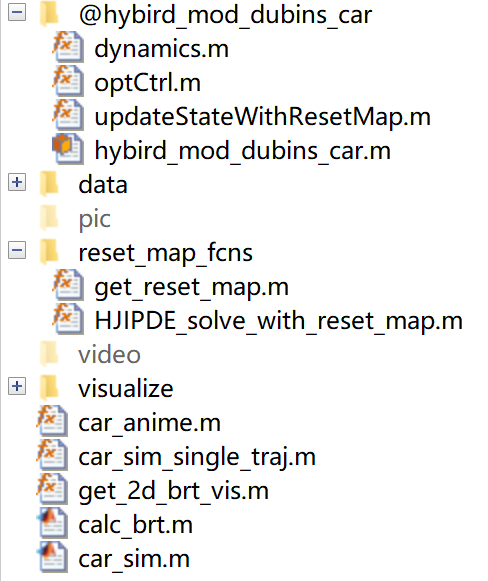 @hybird_mod_dubins_car
dynamics.m
optCtrl.m
updateStateWithResetMap.m
hybird_mod_dubins_car.m
data
pic
reset_map_fcns
get_reset_map.m
HJIPDE_solve_with_reset_map.m
video
visualize
car_anime.m
car_sim_single_traj.m
get_2d_brt_vis.m
calc_brt.m
car_sim.m